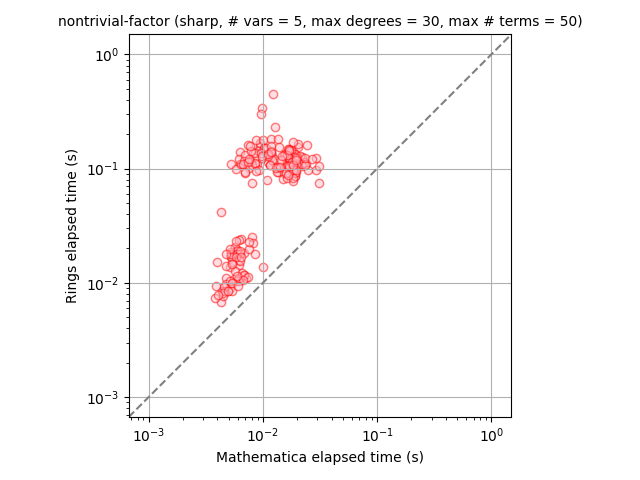 nontrivial-factor (sharp, # vars = 5, max degrees = 30, max # terms = 50)
Rings elapsed time (s)
10⁰
10⁻¹
10⁻²
10⁻³
10⁻³ 10⁻² 10⁻¹ 10⁰
Mathematica elapsed time (s)